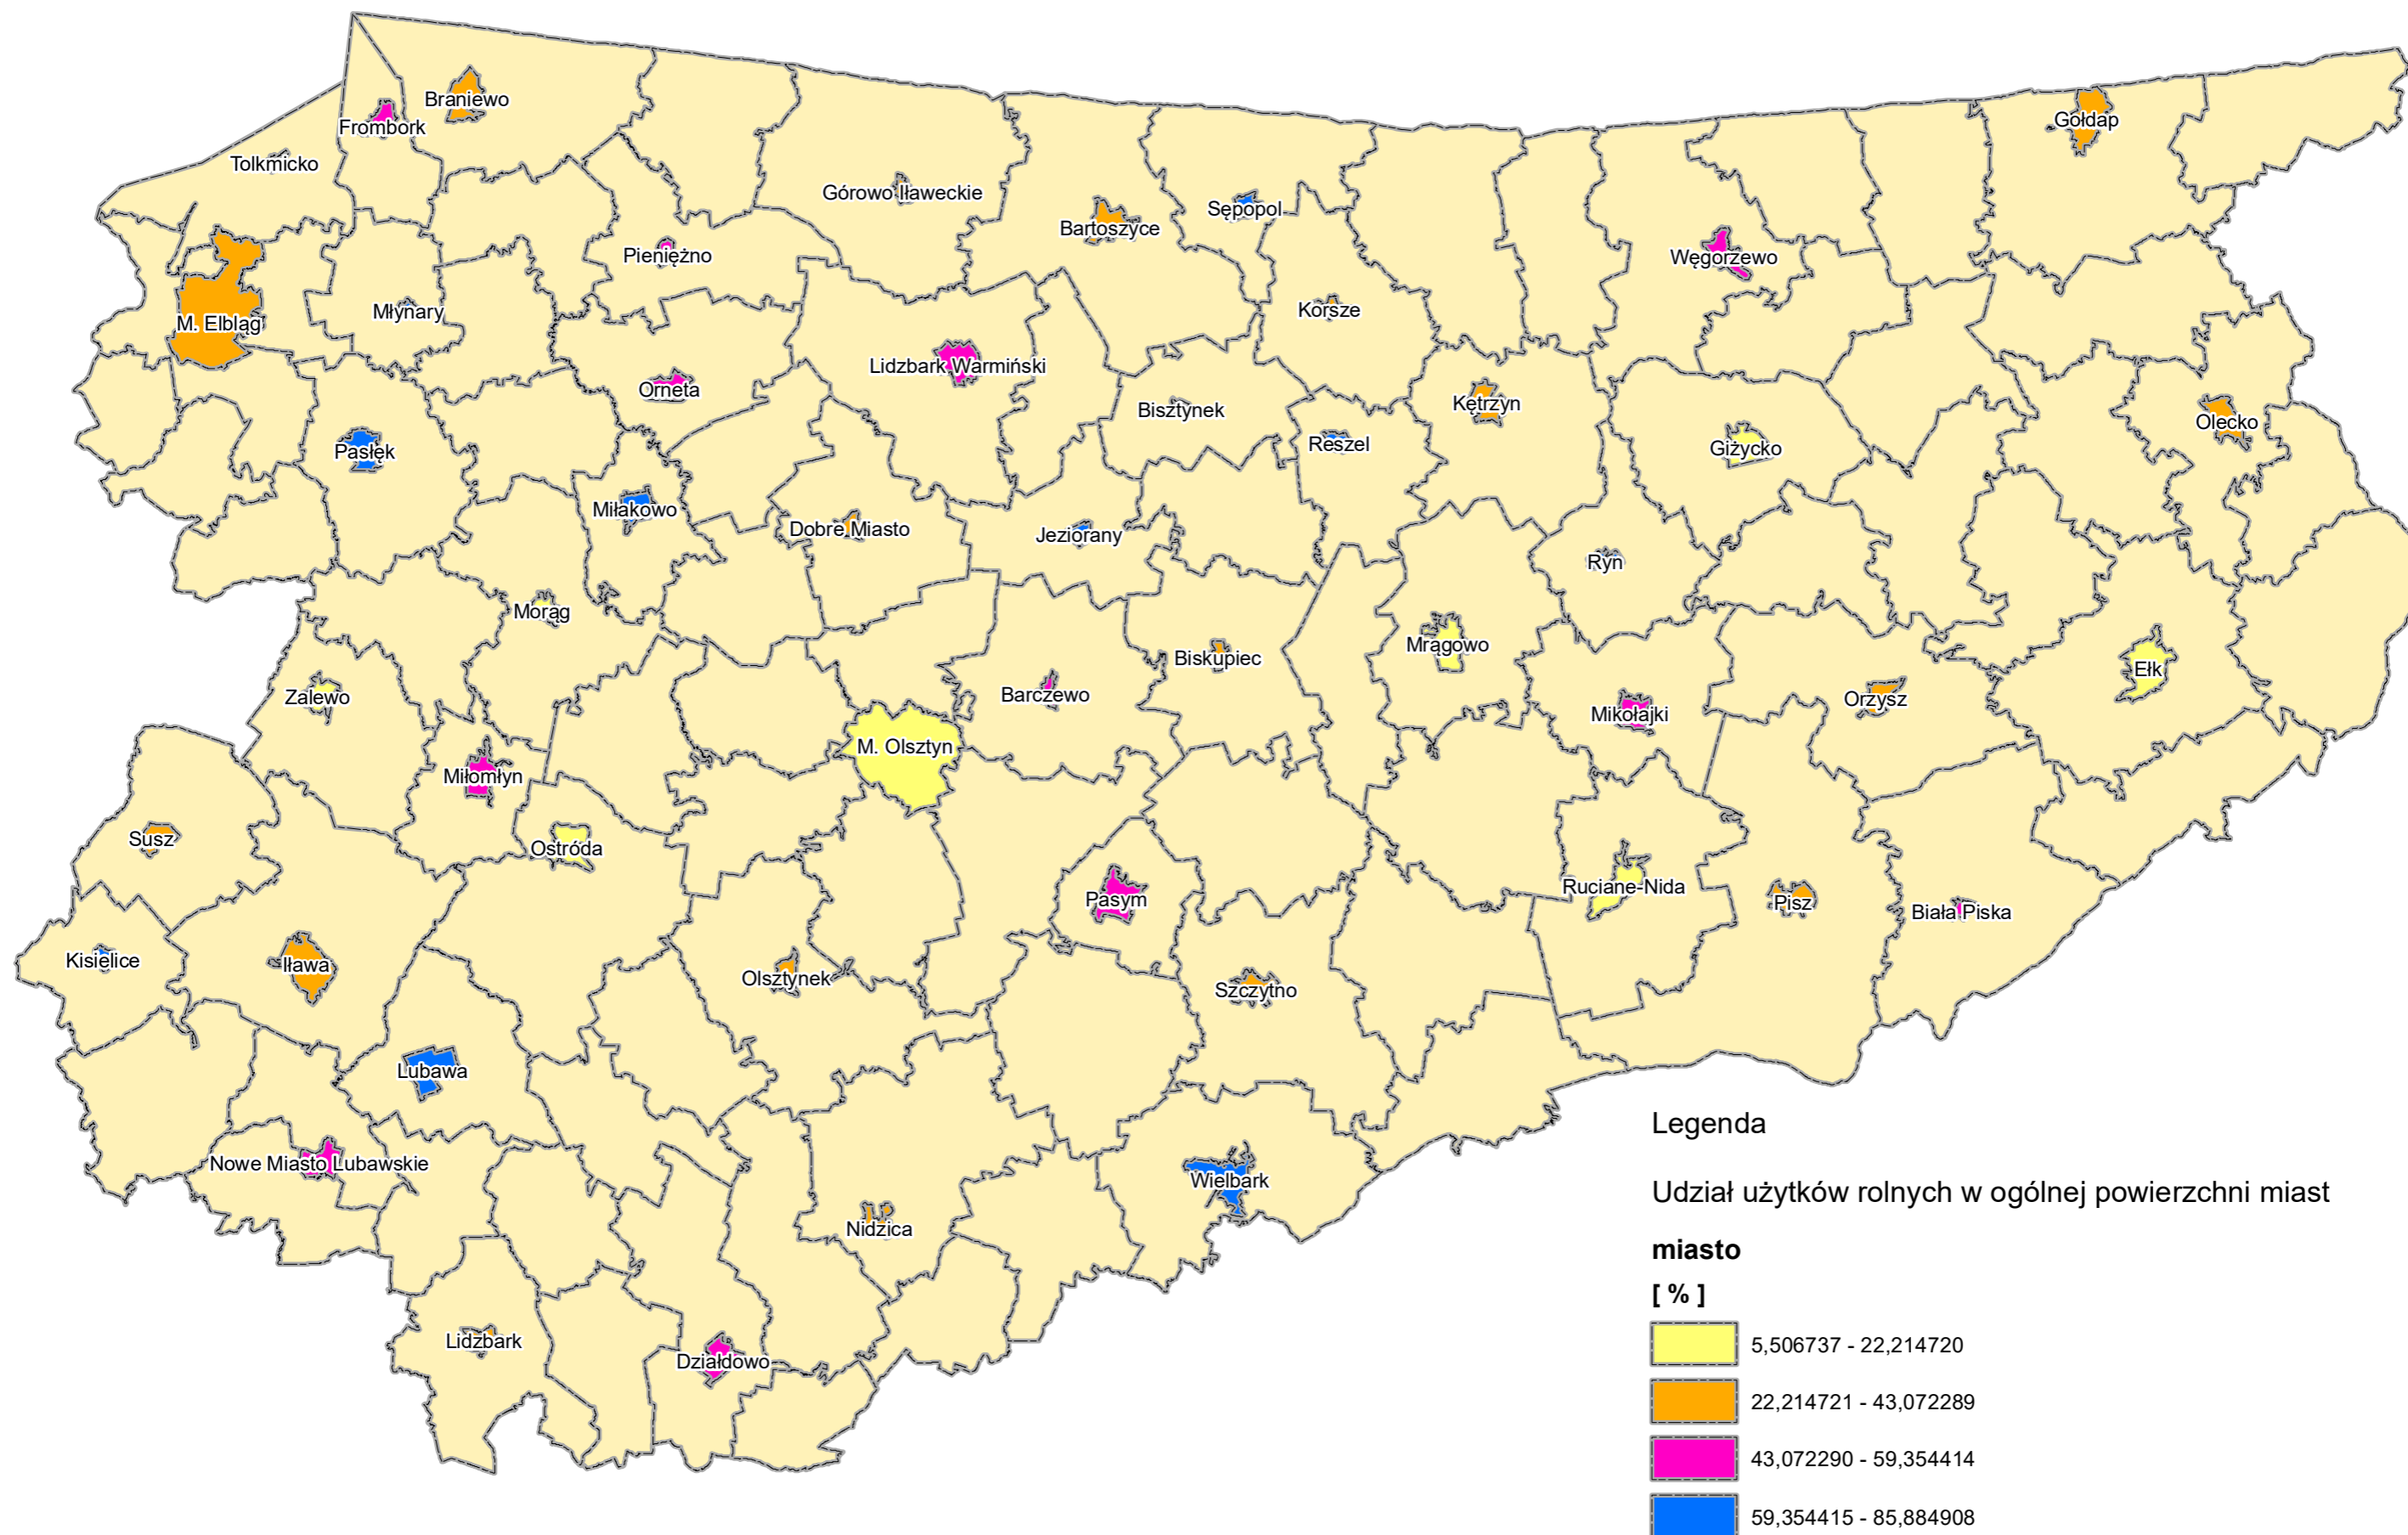 Braniewo
Frombork
Gołdap
Tolkmicko
Górowo Iławeckie
Sępopol
Bartoszyce
Pieniężno
Węgorzewo
Młynary
Korsze
M. Elbląg
Lidzbark Warmiński
Orneta
Bisztynek
Kętrzyn
Olecko
Pasłęk
Reszel
Giżycko
Miłakowo
Dobre Miasto
Jeziorany
Ryn
Morąg
Mrągowo
Biskupiec
Ełk
Zalewo
Barczewo
Orzysz
Mikołajki
M. Olsztyn
Miłomłyn
Susz
Ostróda
Ruciane-Nida
Pasym
Pisz
Biała Piska
Kisielice
Iława
Olsztynek
Szczytno
Lubawa
Nowe Miasto Lubawskie
Wielbark
Nidzica
Lidzbark
Działdowo
Legenda
Udział użytków rolnych w ogólnej powierzchni miast
miasto
[ % ]
5,506737 - 22,214720
22,214721 - 43,072289
43,072290 - 59,354414
59,354415 - 85,884908